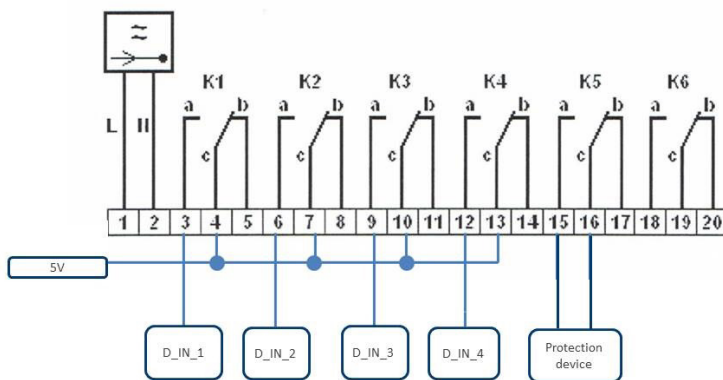 K1 K2 K3 K4 K5 K6
a b a b a b a b a b a b
L II
c c c c c c
1 2 3 4 5 6 7 8 9 10 11 12 13 14 15 16 17 18 19 20
5V
D_IN_1 D_IN_2 D_IN_3 D_IN_4 Protection
device